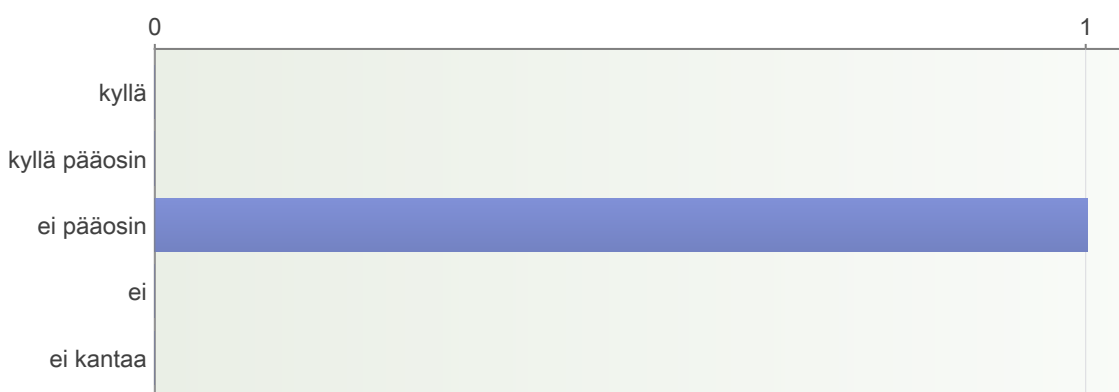 0 1
kyllä
kyllä pääosin
ei pääosin
ei
ei kantaa